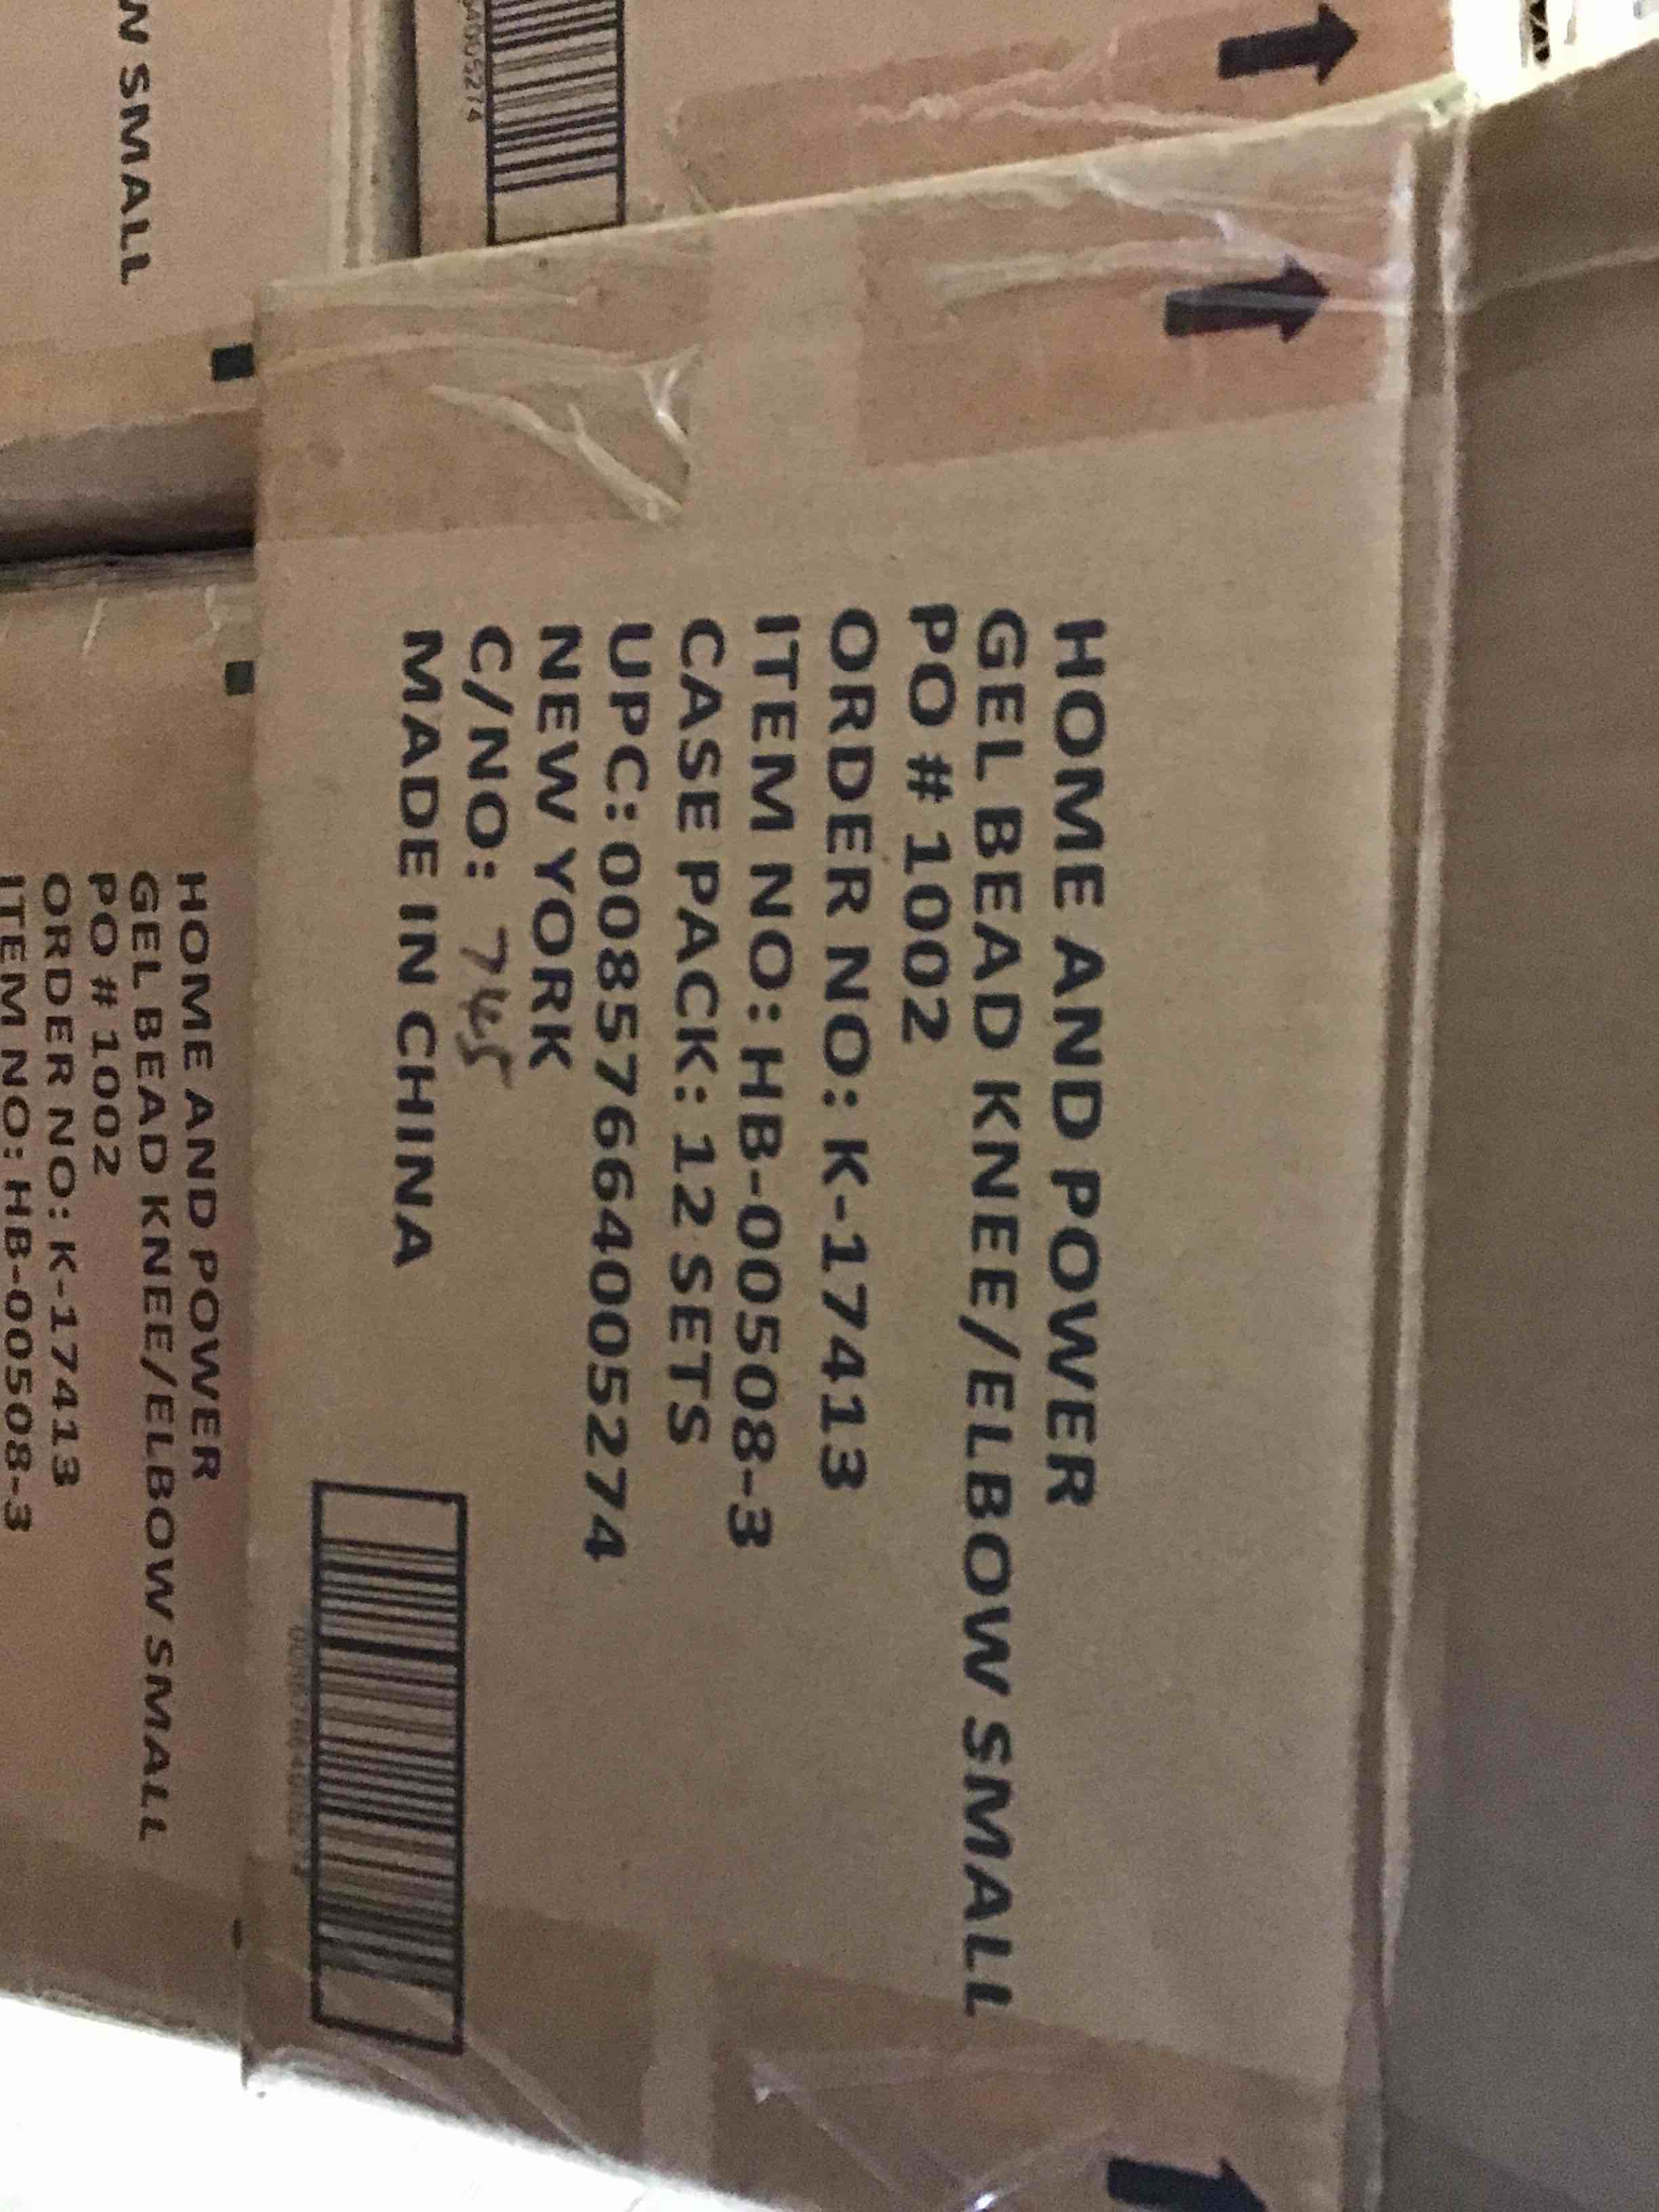 HOME AND POWER
GEL BEAD KNEE/ELBOW SMALL
PO # 1002
ORDER NO: K-17413
ITEM NO: HB-00508-3
CASE PACK: 12 SETS
UPC: 00857664005274
NEW YORK
C/NO: 745
MADE IN CHINA
HOME AND POWER
GEL BEAD KNEE/ELBOW SMALL
PO # 1002
ORDER NO: K-17413
ITEM NO: HB-00508-3
W SMALL